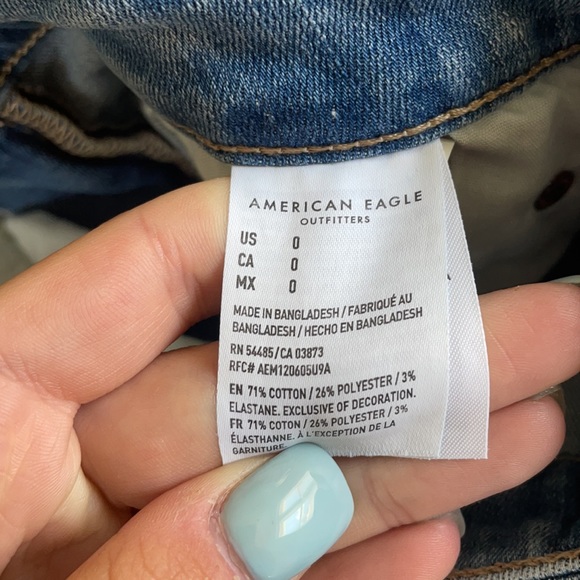 AMERICAN EAGLE
OUTFITTERS
US 0
CA 0
MX 0
MADE IN BANGLADESH / FABRIQUÉ AU
BANGLADESH / HECHO EN BANGLADESH
RN 54485/CA 03873
RFC# AEM120605U9A
EN 71% COTTON / 26% POLYESTER / 3%
ELASTANE. EXCLUSIVE OF DECORATION.
FR 71% COTON / 26% POLYESTER / 3%
ÉLASTHANNE. À L'EXCEPTION DE LA
GARNITURE.